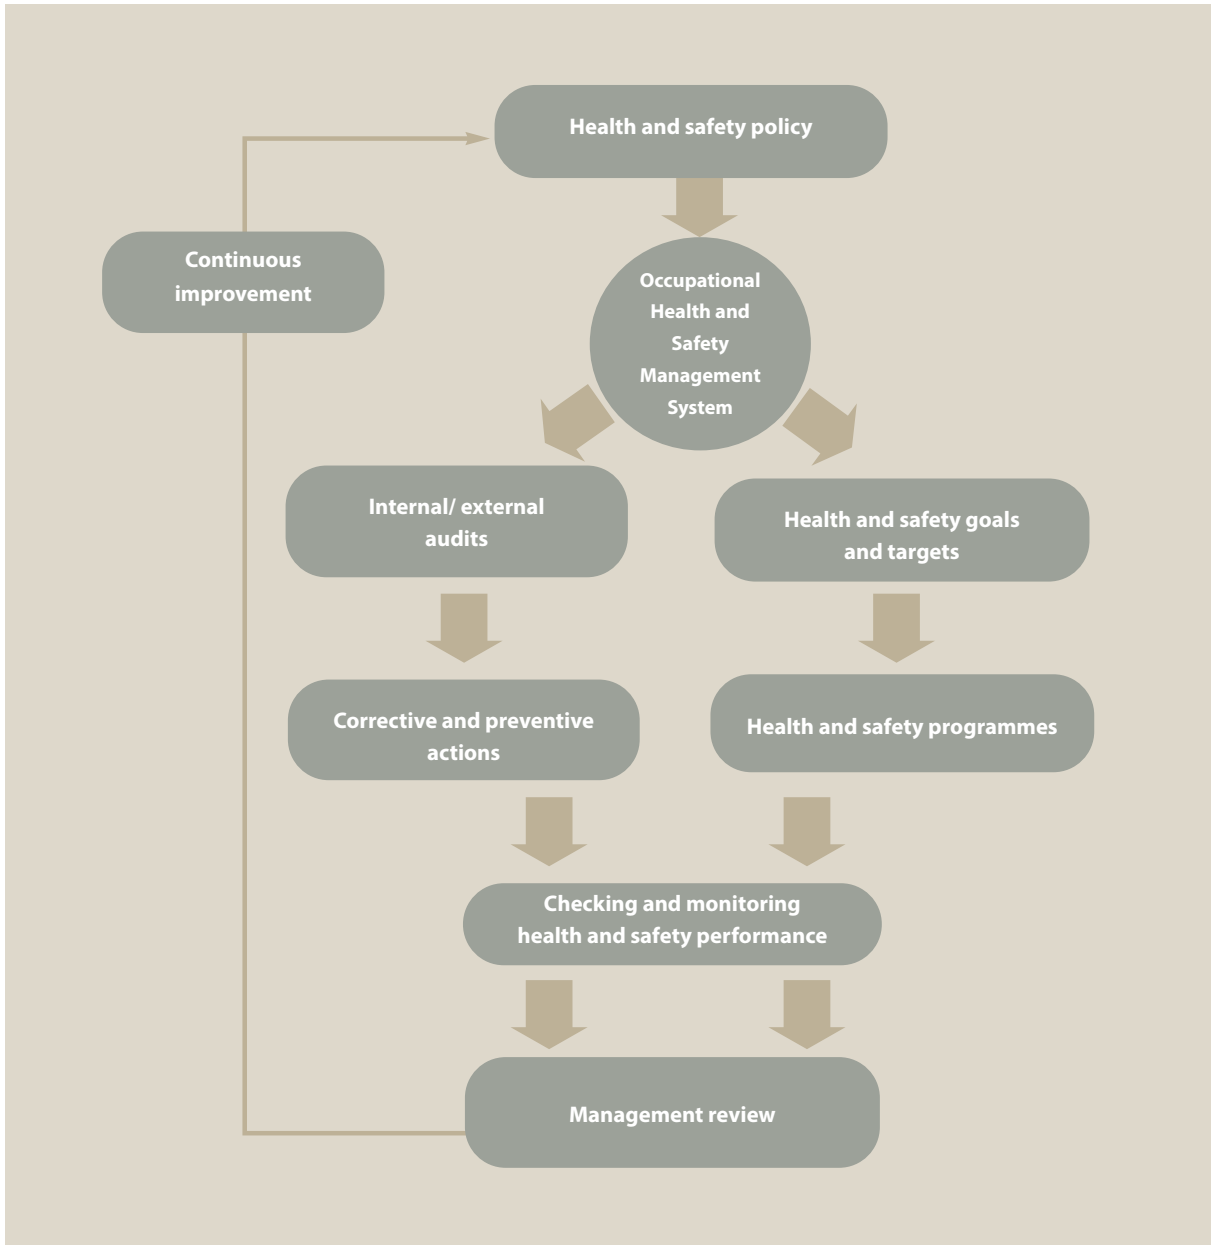 Health and safety policy
Continuous
improvement
Occupational
Health and
Safety
Management
System
Internal/ external
audits
Health and safety goals
and targets
Corrective and preventive
actions
Health and safety programmes
Checking and monitoring
health and safety performance
Management review